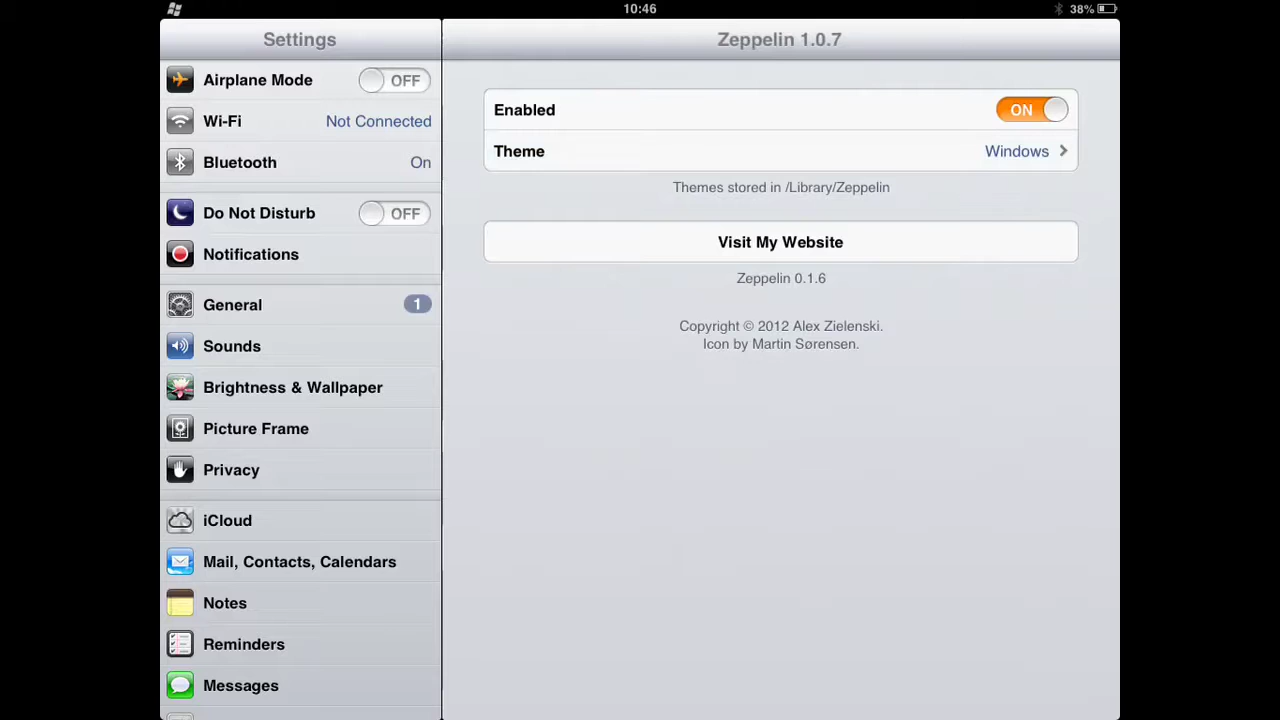 10:46
38%
Settings
Airplane Mode OFF
Wi-Fi Not Connected
Bluetooth On
Do Not Disturb OFF
Notifications
General 1
Sounds
Brightness & Wallpaper
Picture Frame
Privacy
iCloud
Mail, Contacts, Calendars
Notes
Reminders
Messages
Zeppelin 1.0.7
Enabled ON
Theme Windows
Themes stored in /Library/Zeppelin
Visit My Website
Zeppelin 0.1.6
Copyright © 2012 Alex Zielenski.
Icon by Martin Sørensen.